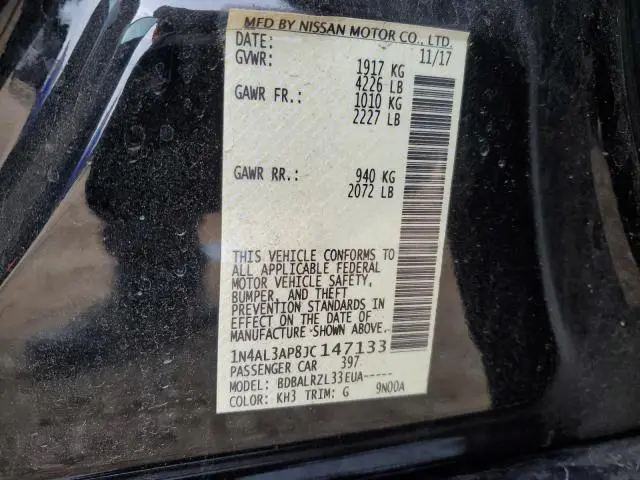 MFD BY NISSAN MOTOR CO., LTD.
DATE: 11/17
GVWR: 1917 KG
4226 LB
GAWR FR.: 1010 KG
2227 LB
GAWR RR.: 940 KG
2072 LB
THIS VEHICLE CONFORMS TO
ALL APPLICABLE FEDERAL
MOTOR VEHICLE SAFETY,
BUMPER, AND THEFT
PREVENTION STANDARDS IN
EFFECT ON THE DATE OF
MANUFACTURE SHOWN ABOVE.
1N4AL3AP8JC147133
PASSENGER CAR 397
MODEL: BDBALRZL33EUA-----
COLOR: KH3 TRIM: G 9N00A